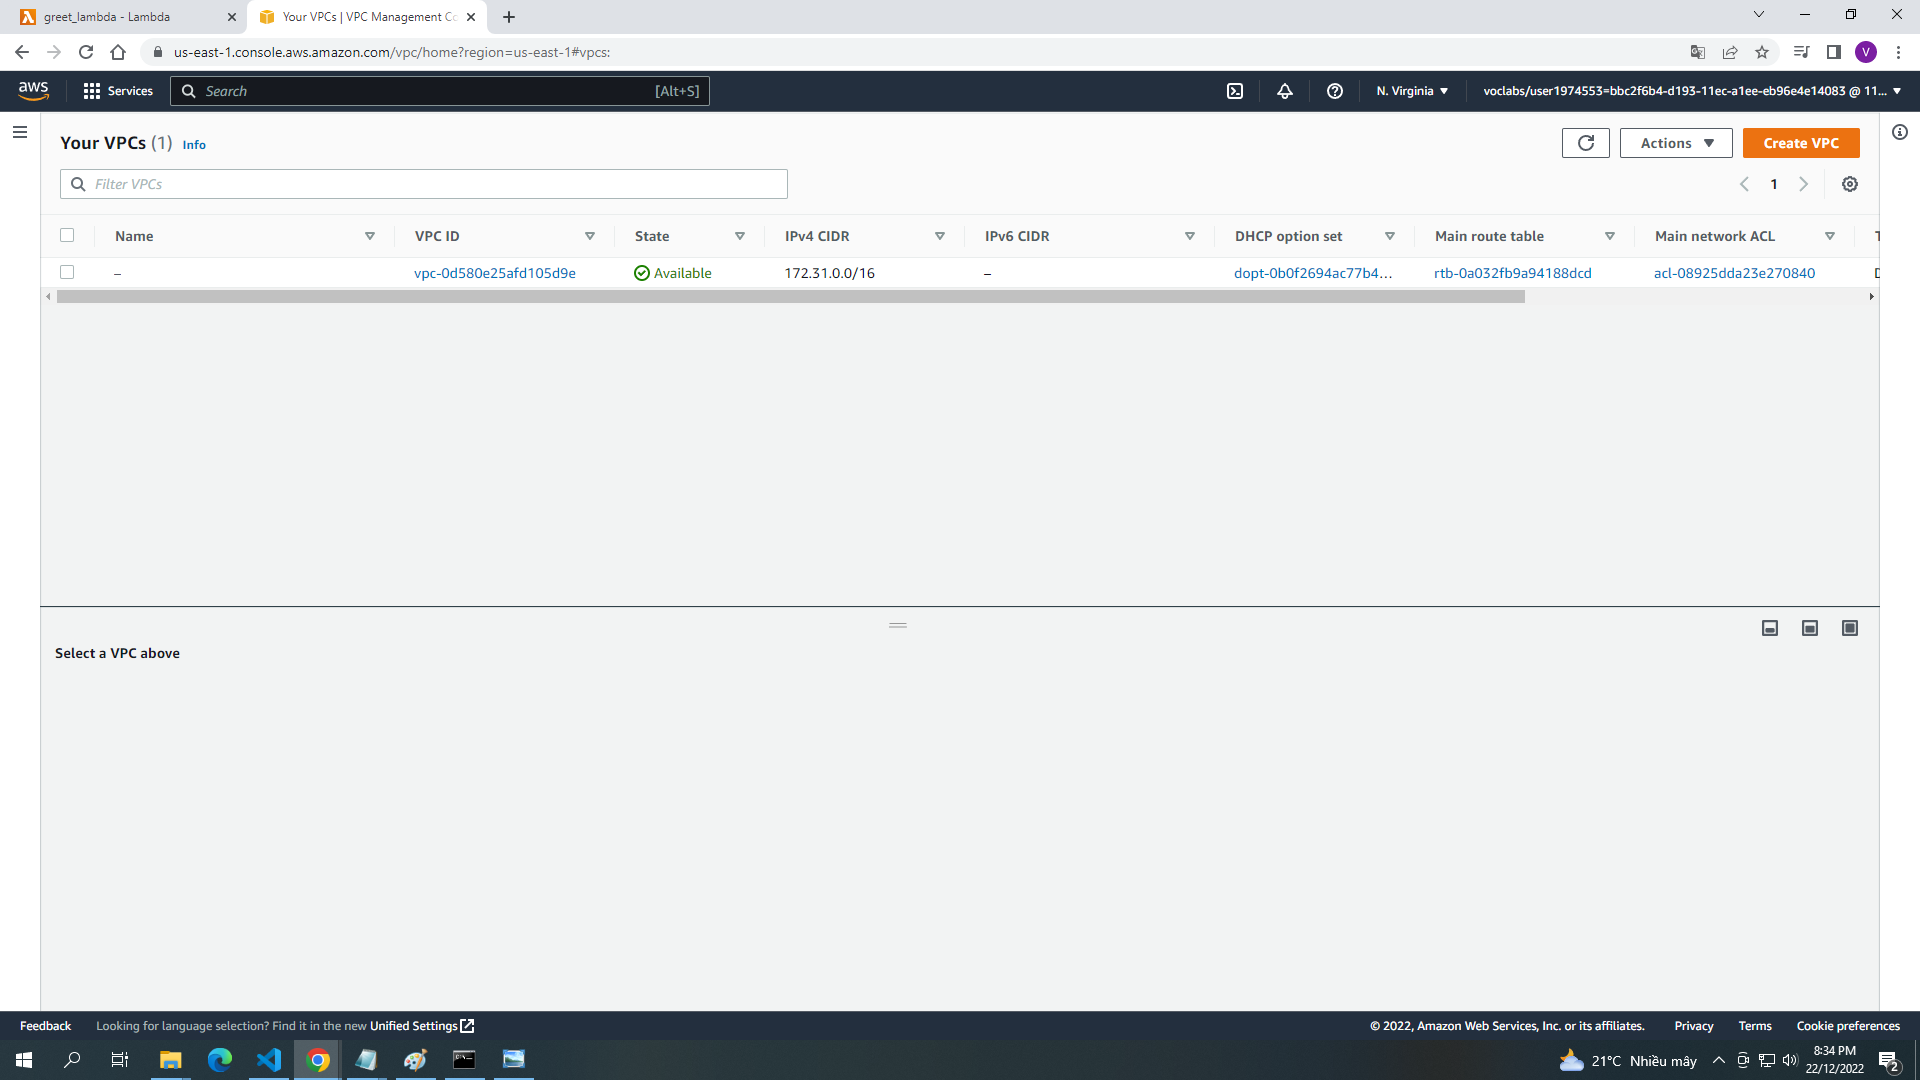 greet_lambda - Lambda
Your VPCs | VPC Management Co
us-east-1.console.aws.amazon.com/vpc/home?region=us-east-1#vpcs:
V
aws
Services
Search
[Alt+S]
N. Virginia
voclabs/user1974553=bbc2f6b4-d193-11ec-a1ee-eb96e4e14083 @ 11...
Your VPCs (1) Info
Actions
Create VPC
Filter VPCs
1
Name VPC ID State IPv4 CIDR IPv6 CIDR DHCP option set Main route table Main network ACL
– vpc-0d580e25afd105d9e Available 172.31.0.0/16 – dopt-0b0f2694ac77b4... rtb-0a032fb9a94188dcd acl-08925dda23e270840
Select a VPC above
Feedback
Looking for language selection? Find it in the new Unified Settings
© 2022, Amazon Web Services, Inc. or its affiliates.
Privacy
Terms
Cookie preferences
21°C Nhiều mây
8:34 PM
22/12/2022
2